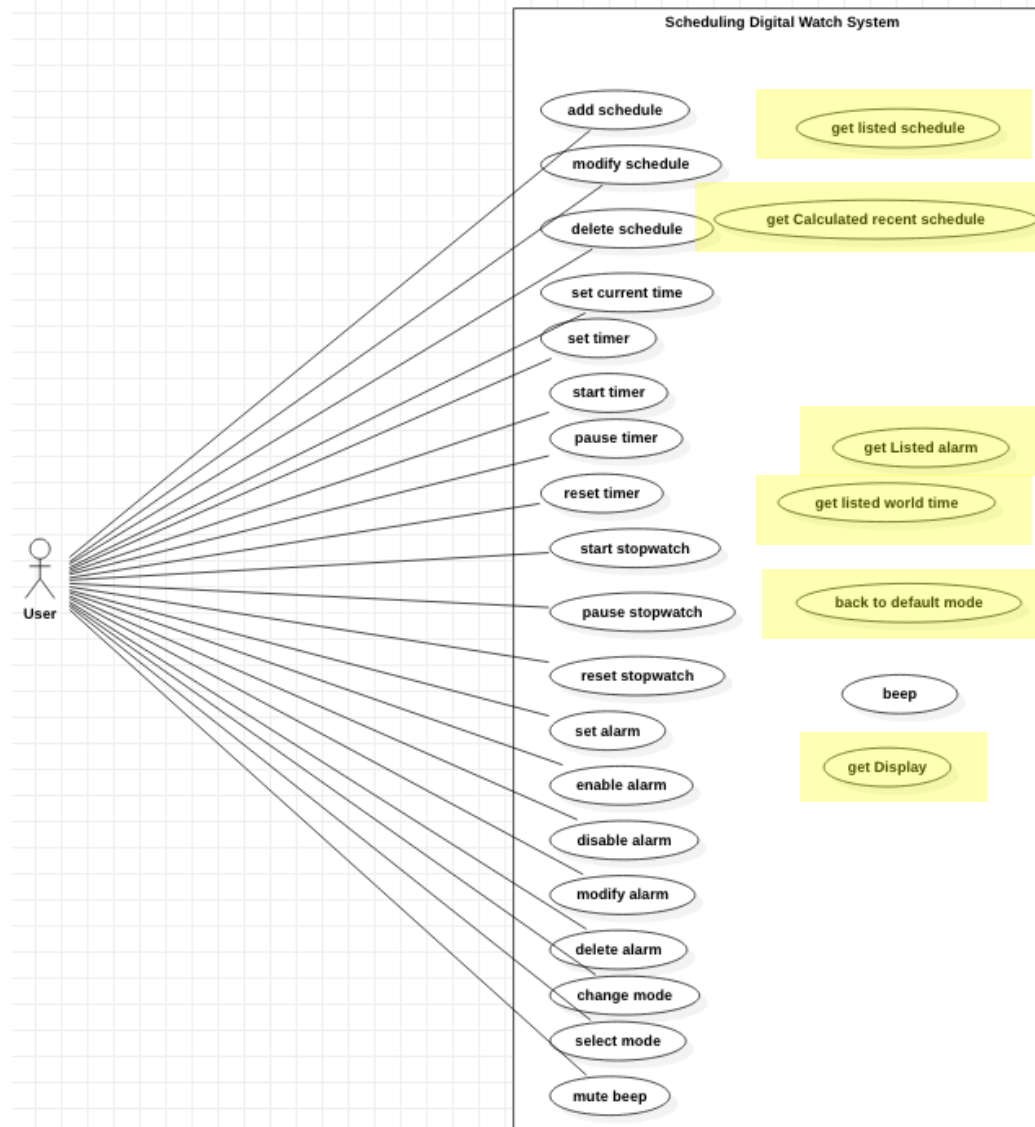 Scheduling Digital Watch System
add schedule
get listed schedule
modify schedule
get Calculated recent schedule
delete schedule
set current time
set timer
start timer
pause timer
get Listed alarm
reset timer
get listed world time
start stopwatch
back to default mode
pause stopwatch
User
reset stopwatch
beep
set alarm
get Display
enable alarm
disable alarm
modify alarm
delete alarm
change mode
select mode
mute beep